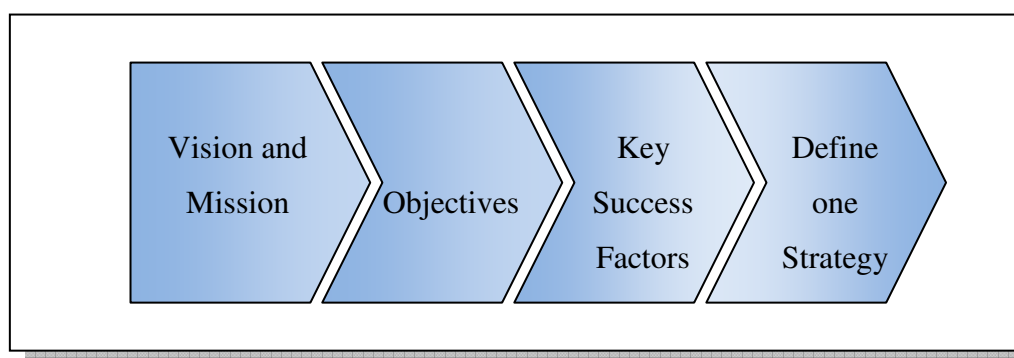 Vision and
Mission
Objectives
Key
Success
Factors
Define
one
Strategy